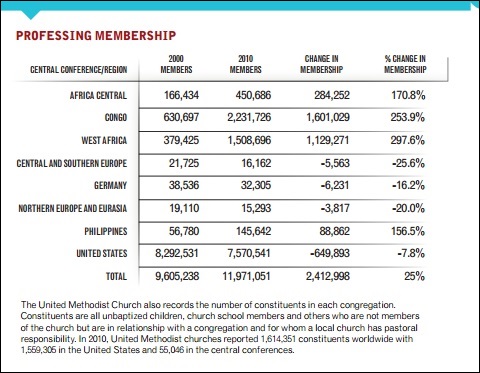 PROFESSING MEMBERSHIP
CENTRAL CONFERENCE/REGION 2000 MEMBERS 2010 MEMBERS CHANGE IN MEMBERSHIP % CHANGE IN MEMBERSHIP
AFRICA CENTRAL 166,434 450,686 284,252 170.8%
CONGO 630,697 2,231,726 1,601,029 253.9%
WEST AFRICA 379,425 1,508,696 1,129,271 297.6%
CENTRAL AND SOUTHERN EUROPE 21,725 16,162 -5,563 -25.6%
GERMANY 38,536 32,305 -6,231 -16.2%
NORTHERN EUROPE AND EURASIA 19,110 15,293 -3,817 -20.0%
PHILIPPINES 56,780 145,642 88,862 156.5%
UNITED STATES 8,292,531 7,570,541 -649,893 -7.8%
TOTAL 9,605,238 11,971,051 2,412,998 25%
The United Methodist Church also records the number of constituents in each congregation.
Constituents are all unbaptized children, church school members and others who are not members
of the church but are in relationship with a congregation and for whom a local church has pastoral
responsibility. In 2010, United Methodist churches reported 1,614,351 constituents worldwide with
1,559,305 in the United States and 55,046 in the central conferences.